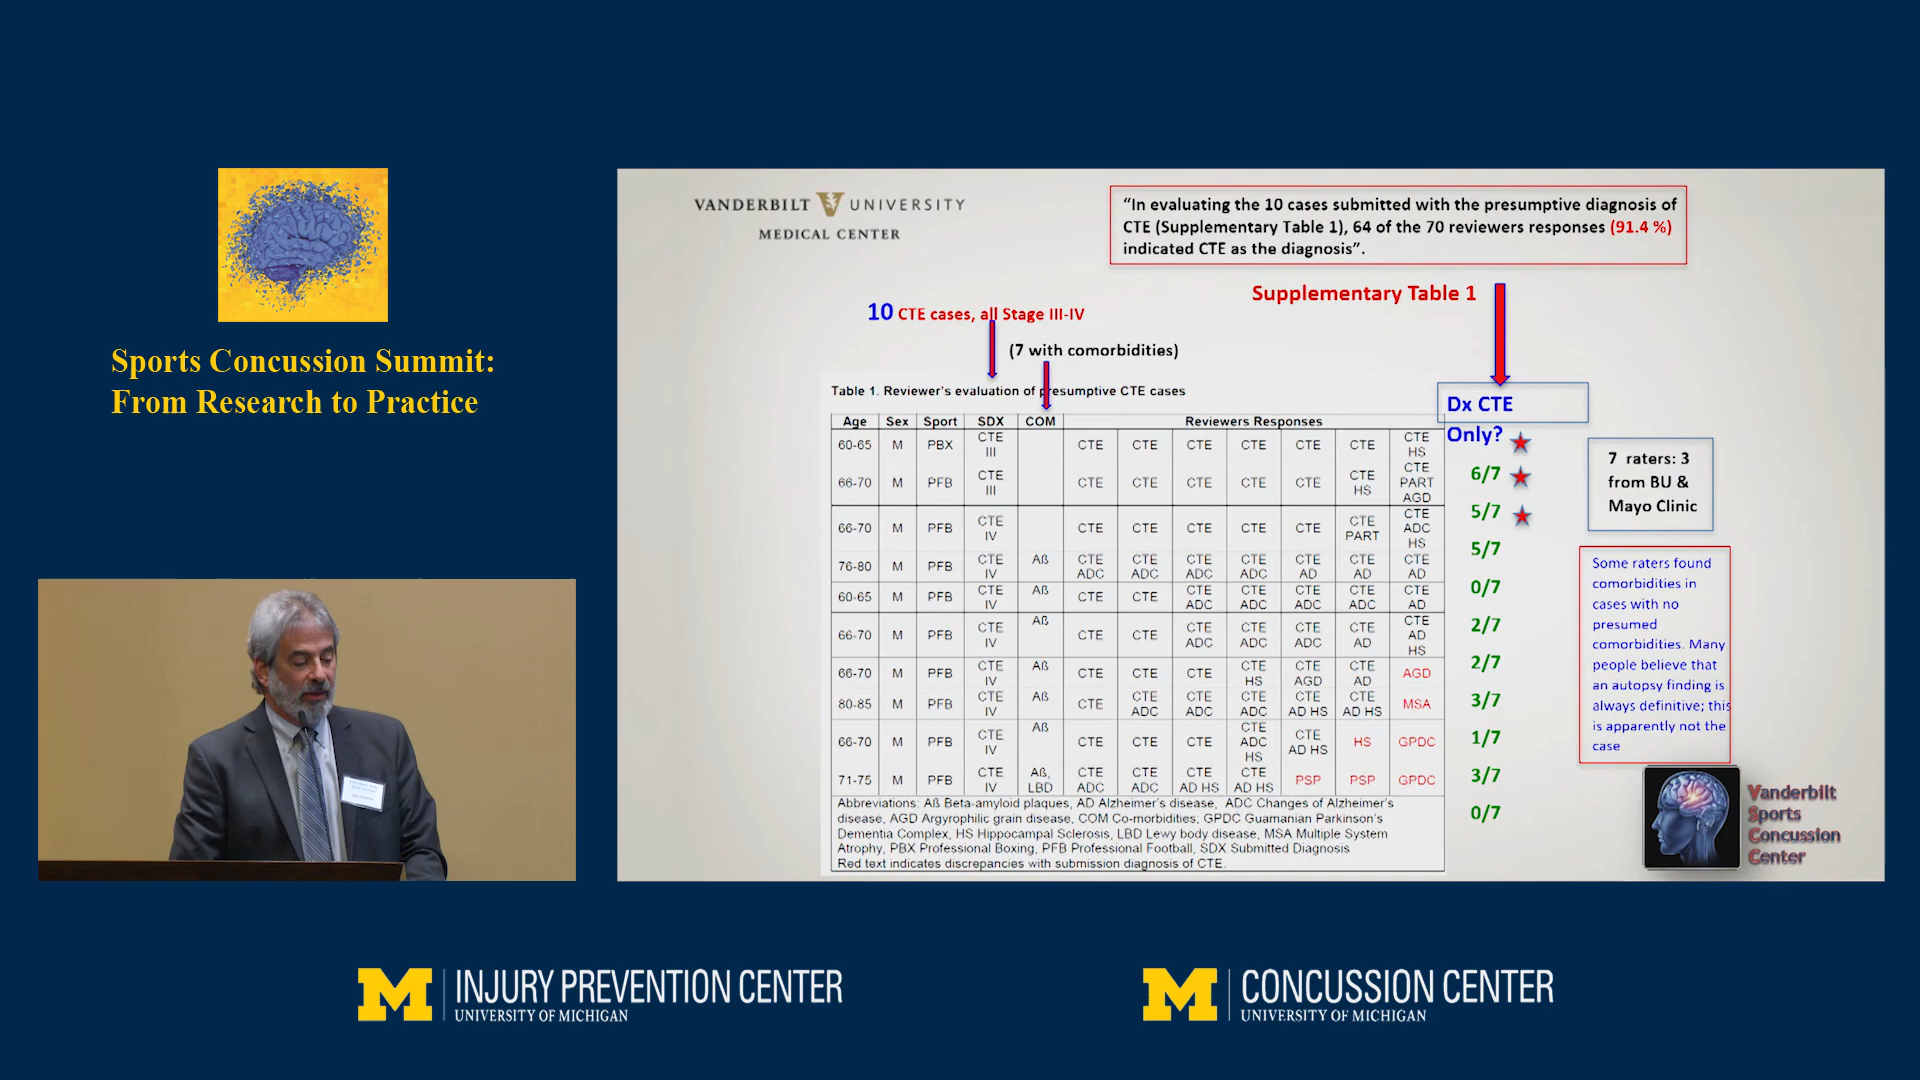 Sports Concussion Summit:
From Research to Practice
VANDERBILT UNIVERSITY
MEDICAL CENTER
“In evaluating the 10 cases submitted with the presumptive diagnosis of
CTE (Supplementary Table 1), 64 of the 70 reviewers responses (91.4 %)
indicated CTE as the diagnosis”.
Supplementary Table 1
10 CTE cases, all Stage III-IV
(7 with comorbidities)
Table 1. Reviewer's evaluation of presumptive CTE cases
Dx CTE
Only?
Age Sex Sport SDX COM Reviewers Responses
60-65 M PBX CTE III CTE CTE CTE CTE CTE CTE CTE HS
66-70 M PFB CTE III CTE CTE CTE CTE CTE CTE HS CTE PART AGD
66-70 M PFB CTE IV CTE CTE CTE CTE CTE CTE PART CTE ADC HS
76-80 M PFB CTE IV Aß CTE ADC CTE ADC CTE ADC CTE ADC CTE AD CTE AD CTE AD
60-65 M PFB CTE IV Aß CTE CTE CTE ADC CTE ADC CTE ADC CTE ADC CTE AD
66-70 M PFB CTE IV Aß CTE CTE CTE ADC CTE ADC CTE ADC CTE AD CTE AD HS
66-70 M PFB CTE IV Aß CTE CTE CTE CTE HS CTE AGD CTE AD AGD
80-85 M PFB CTE IV Aß CTE CTE ADC CTE ADC CTE ADC CTE AD HS CTE AD HS MSA
66-70 M PFB CTE IV Aß CTE CTE CTE CTE ADC HS CTE AD HS HS GPDC
71-75 M PFB CTE IV Aß, LBD CTE ADC CTE ADC CTE AD HS CTE AD HS PSP PSP GPDC
Abbreviations: Aß Beta-amyloid plaques, AD Alzheimer's disease, ADC Changes of Alzheimer's
disease, AGD Argyrophilic grain disease, COM Co-morbidities; GPDC Guamanian Parkinson's
Dementia Complex, HS Hippocampal Sclerosis, LBD Lewy body disease, MSA Multiple System
Atrophy, PBX Professional Boxing, PFB Professional Football, SDX Submitted Diagnosis
Red text indicates discrepancies with submission diagnosis of CTE.
6/7
5/7
5/7
0/7
2/7
2/7
3/7
1/7
3/7
0/7
7 raters: 3
from BU &
Mayo Clinic
Some raters found
comorbidities in
cases with no
presumed
comorbidities. Many
people believe that
an autopsy finding is
always definitive; this
is apparently not the
case
Vanderbilt
Sports
Concussion
Center
M INJURY PREVENTION CENTER
UNIVERSITY OF MICHIGAN
M CONCUSSION CENTER
UNIVERSITY OF MICHIGAN